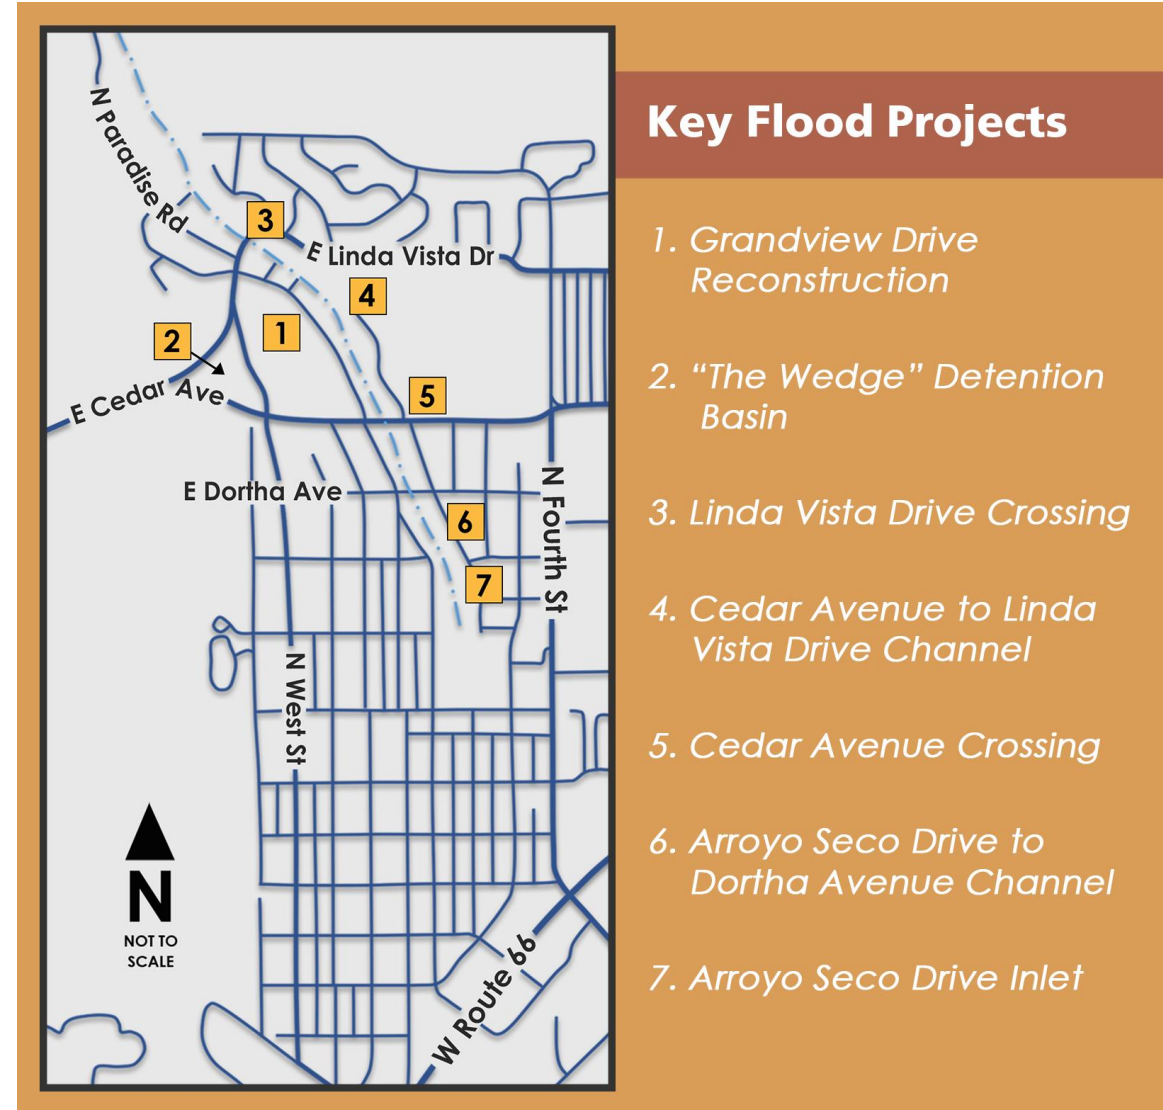 N Paradise Rd
3
E Linda Vista Dr
4
1
2
E Cedar Ave
5
E Dortha Ave
N Fourth St
6
7
N West St
N
NOT TO
SCALE
W Route 66
Key Flood Projects
1. Grandview Drive
Reconstruction
2. “The Wedge” Detention
Basin
3. Linda Vista Drive Crossing
4. Cedar Avenue to Linda
Vista Drive Channel
5. Cedar Avenue Crossing
6. Arroyo Seco Drive to
Dortha Avenue Channel
7. Arroyo Seco Drive Inlet